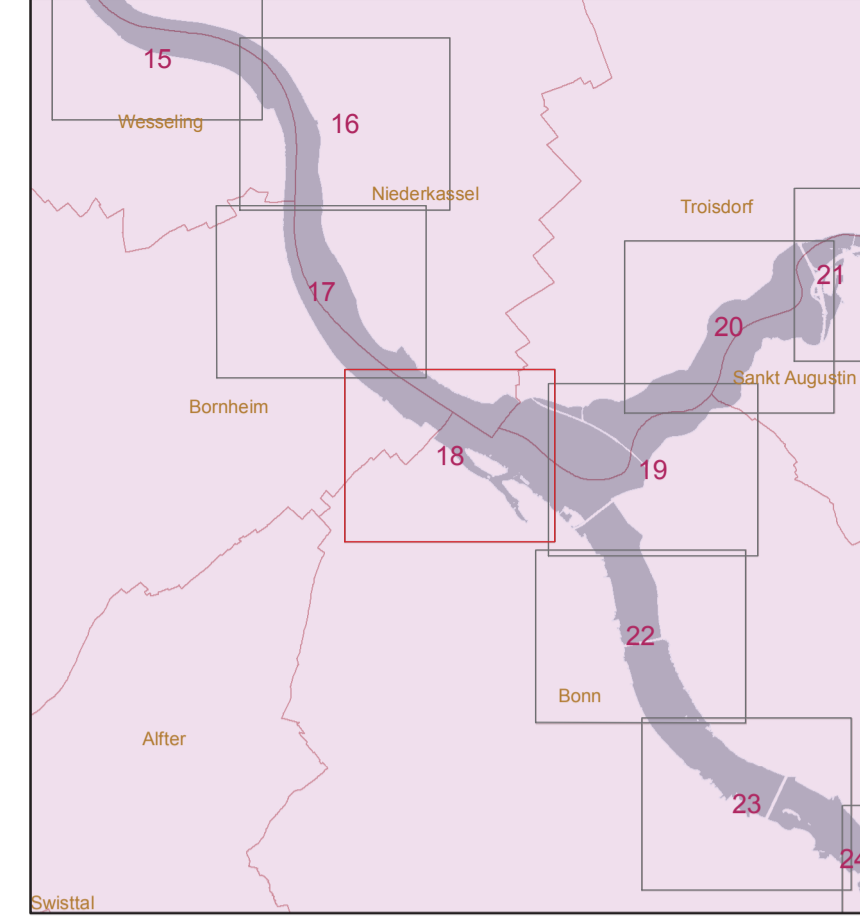 15
Wesseling
16
Niederkassel
Troisdorf
21
17
20
Sankt Augustin
Bornheim
18
19
22
Bonn
Alfter
23
24
Swisttal